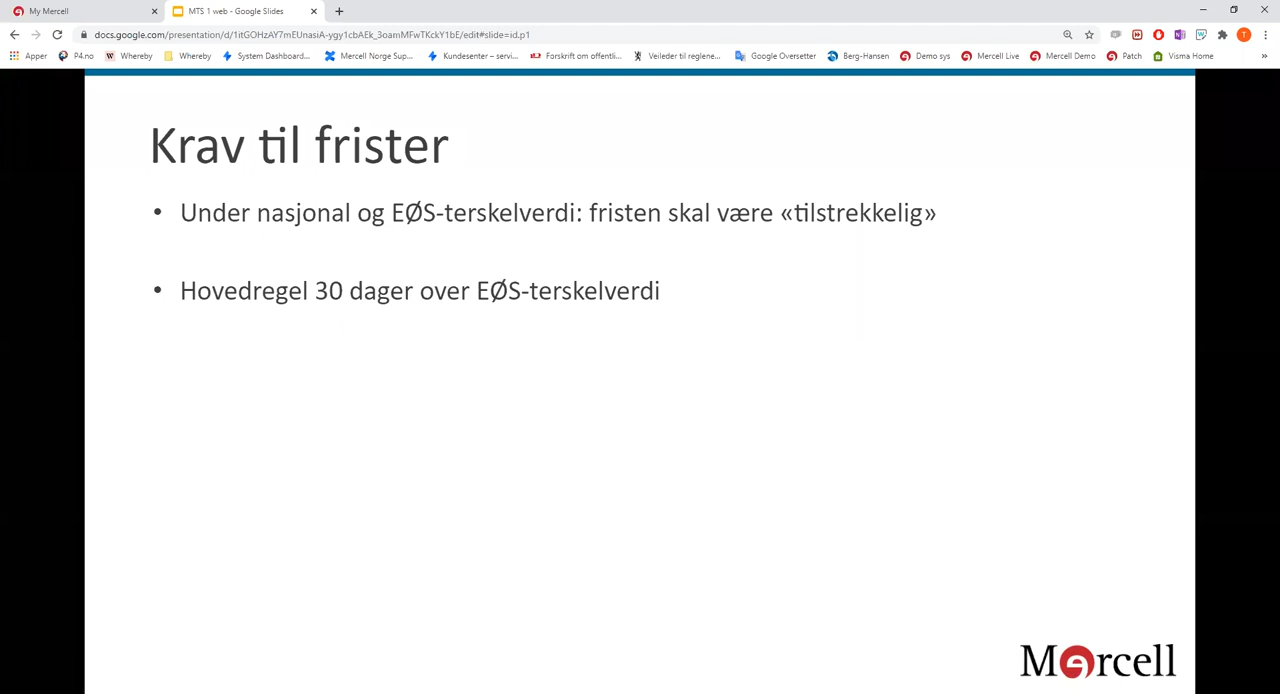 My Mercell
MTS 1 web - Google Slides
docs.google.com/presentation/d/1itGOHzAY7mEUnasiA-ygy1cbAEk_3oamMFwTKckY1bE/edit#slide=id.p1
Apper P4.no Whereby Whereby System Dashboard... Mercell Norge Sup... Kundesenter – servi... Forskrift om offentli... Veileder til reglene... Google Oversetter Berg-Hansen Demo sys Mercell Live Mercell Demo Patch Visma Home »
Krav til frister
• Under nasjonal og EØS-terskelverdi: fristen skal være «tilstrekkelig»
• Hovedregel 30 dager over EØS-terskelverdi
Mercell